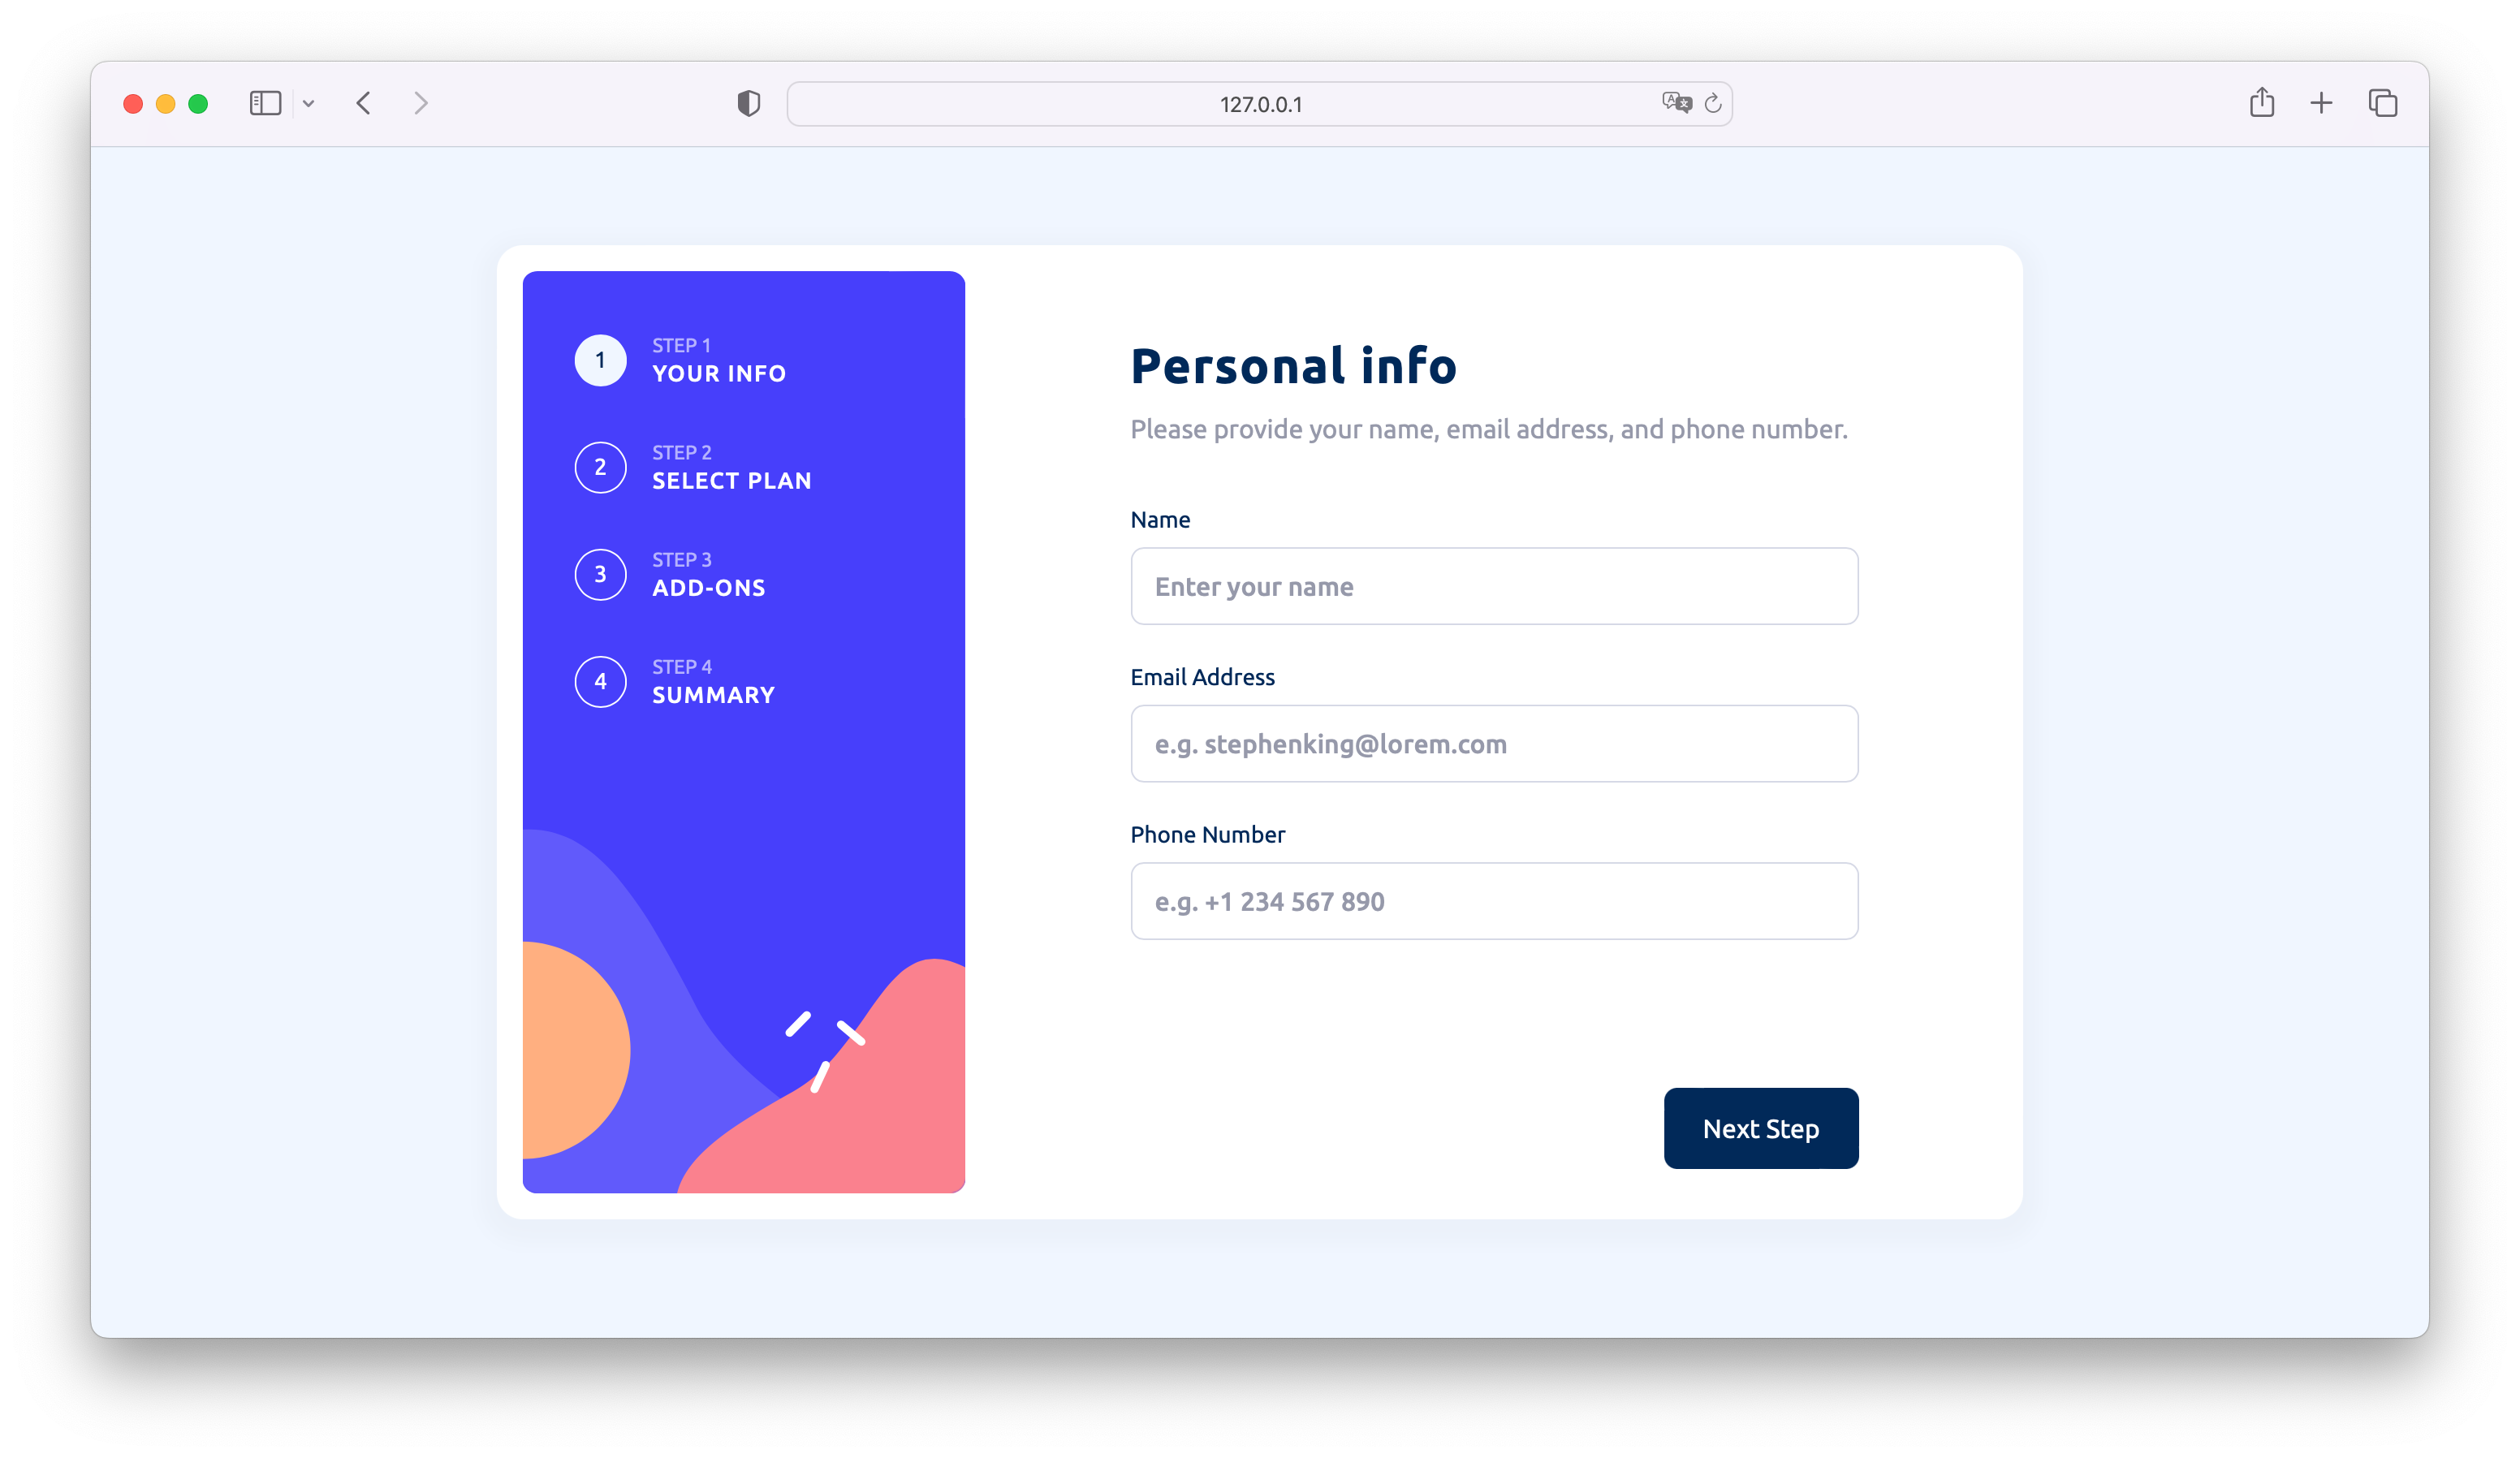 127.0.0.1
1
STEP 1
YOUR INFO
2
STEP 2
SELECT PLAN
3
STEP 3
ADD-ONS
4
STEP 4
SUMMARY
Personal info
Please provide your name, email address, and phone number.
Name
Enter your name
Email Address
e.g. stephenking@lorem.com
Phone Number
e.g. +1 234 567 890
Next Step